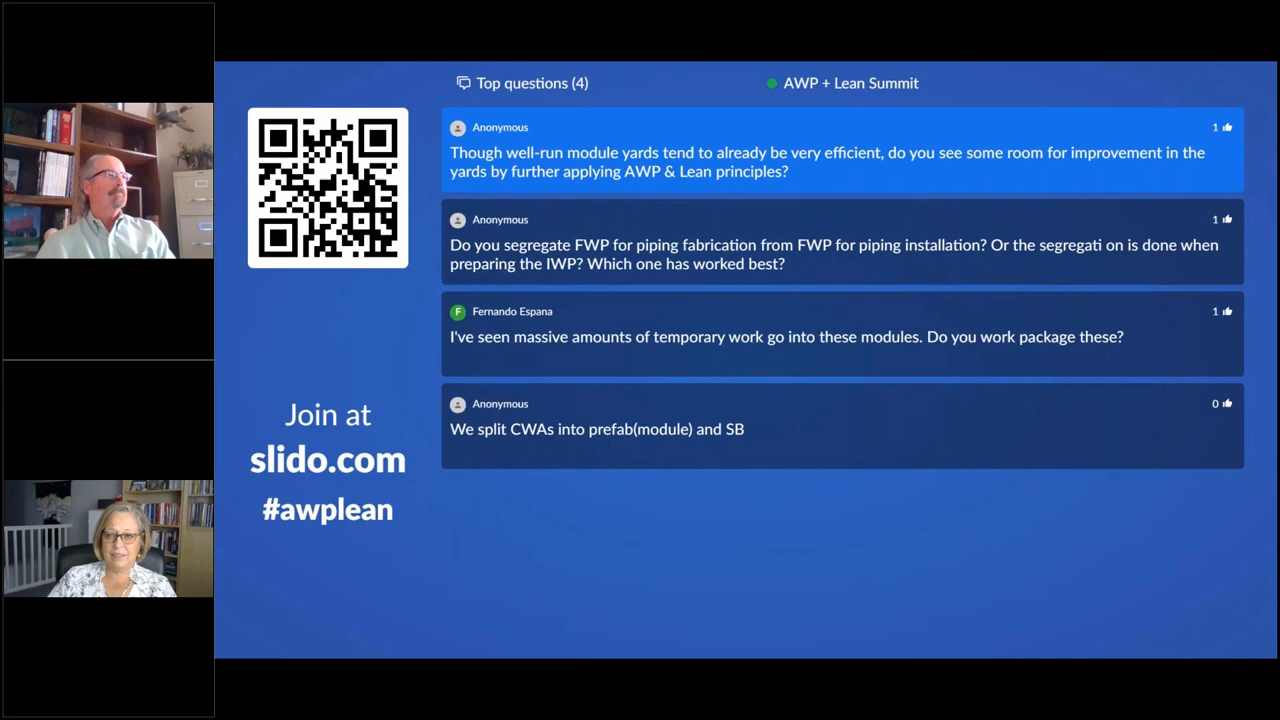 Top questions (4)
AWP + Lean Summit
Anonymous
1
Though well-run module yards tend to already be very efficient, do you see some room for improvement in the
yards by further applying AWP & Lean principles?
Anonymous
1
Do you segregate FWP for piping fabrication from FWP for piping installation? Or the segregati on is done when
preparing the IWP? Which one has worked best?
F
Fernando Espana
1
I've seen massive amounts of temporary work go into these modules. Do you work package these?
Anonymous
0
We split CWAs into prefab(module) and SB
Join at
slido.com
#awplean